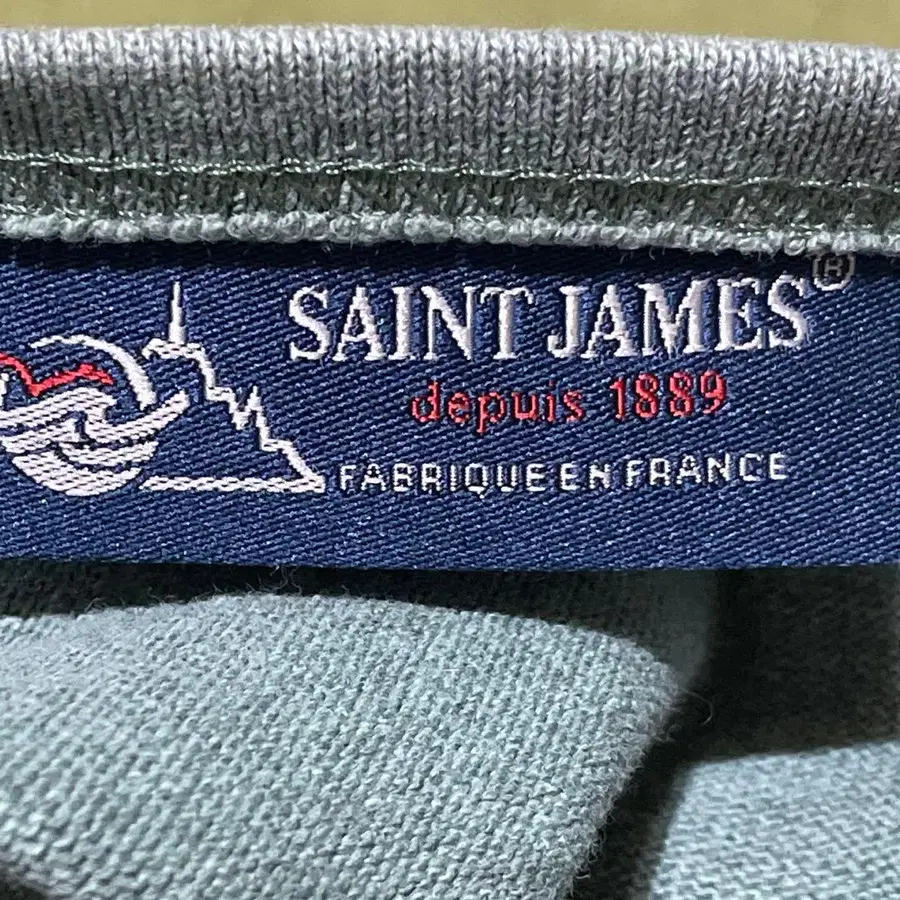 SAINT JAMES®
depuis 1889
FABRIQUE EN FRANCE